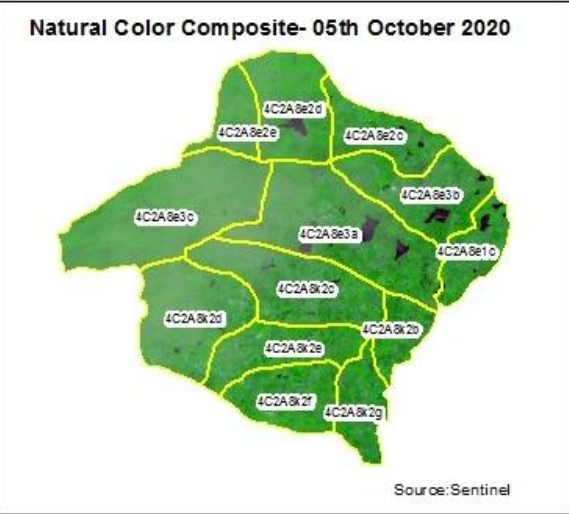 Natural Color Composite- 05th October 2020
4C2A8e2d
4C2A8e2e
4C2A8e2c
4C2A8e3b
4C2A8e3c
4C2A8e3a
4C2A8e1c
4C2A8k2c
4C2A8k2d
4C2A8k2b
4C2A8k2e
4C2A8k2f
4C2A8k2g
Source:Sentinel